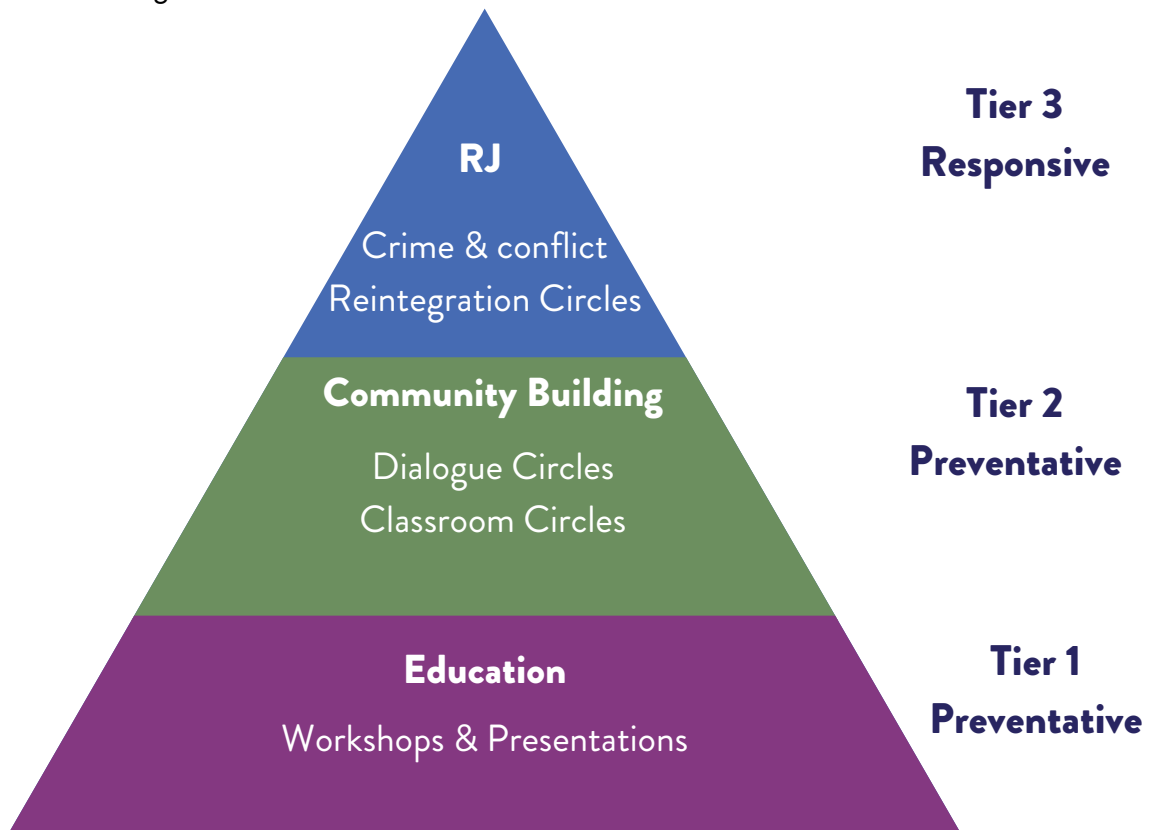 RJ
Crime & conflict
Reintegration Circles
Tier 3
Responsive
Community Building
Dialogue Circles
Classroom Circles
Tier 2
Preventative
Education
Workshops & Presentations
Tier 1
Preventative